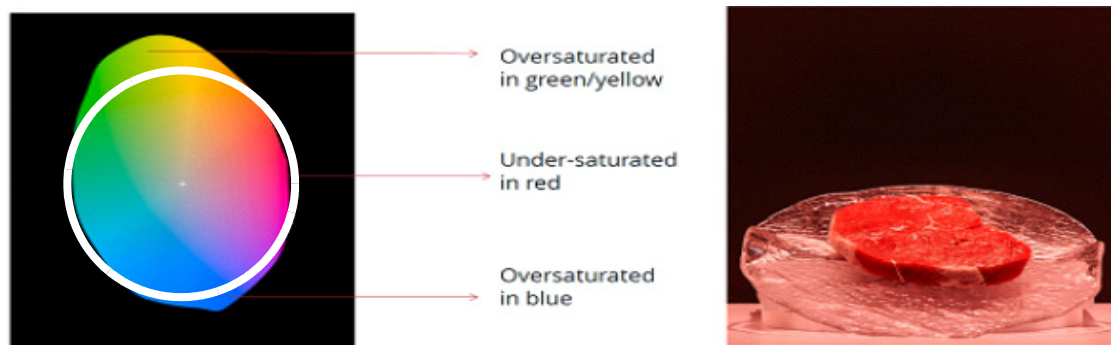 Oversaturated
in green/yellow
Under-saturated
in red
Oversaturated
in blue